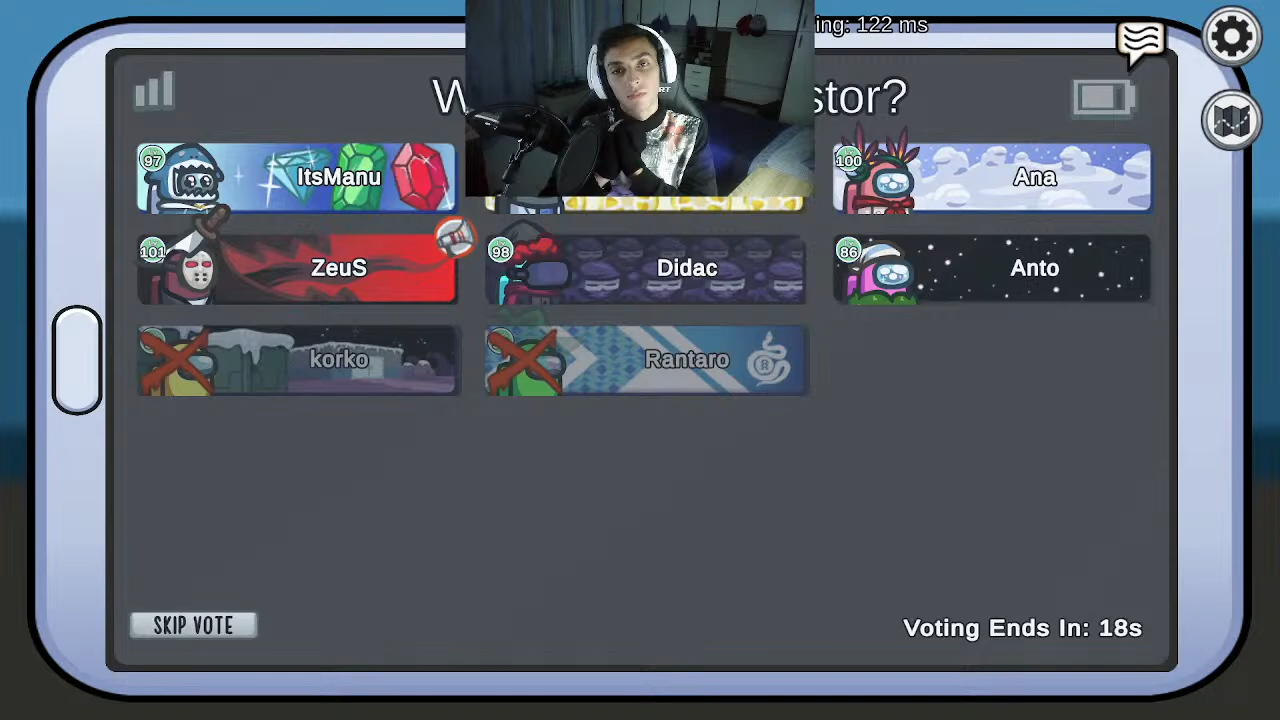 ing: 122 ms
W stor?
97 ItsManu
100 Ana
101 ZeuS
98 Didac
86 Anto
korko
Rantaro
R
SKIP VOTE
Voting Ends In: 18s